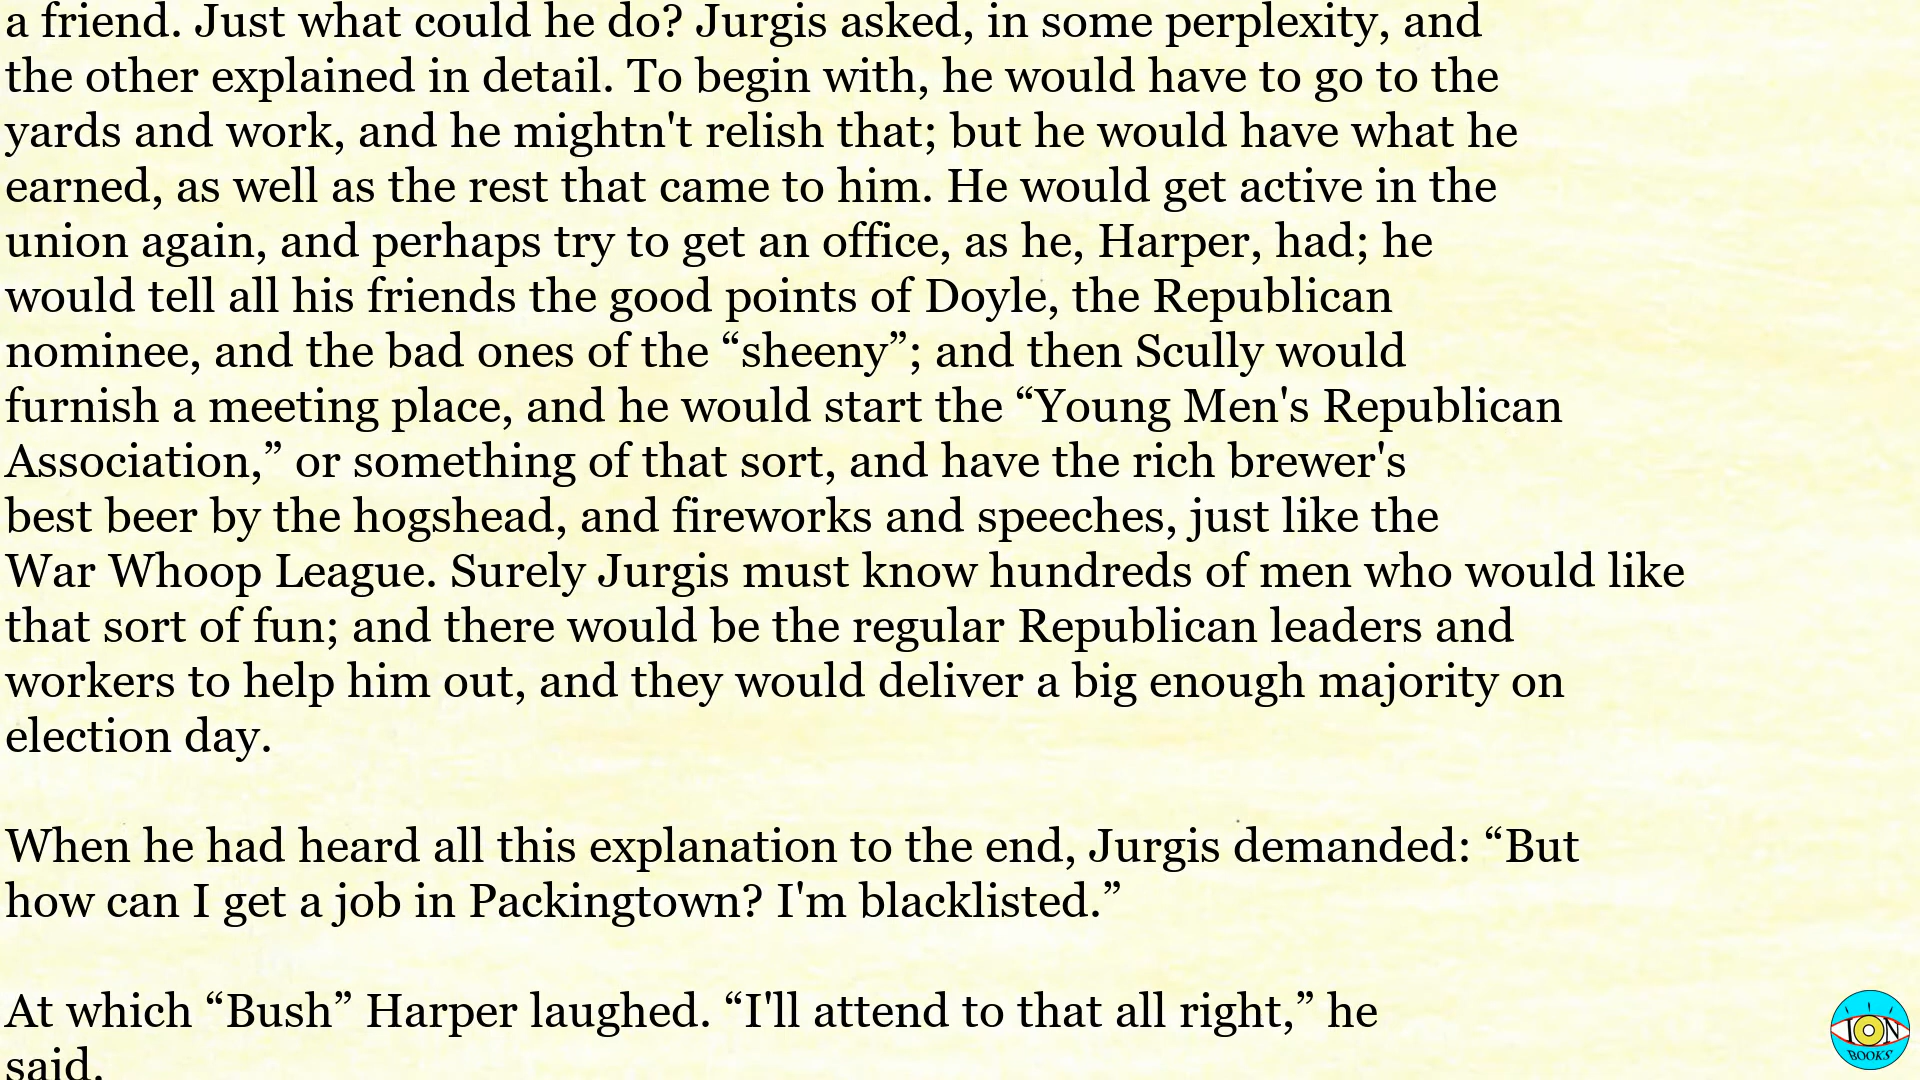 a friend. Just what could he do? Jurgis asked, in some perplexity, and
the other explained in detail. To begin with, he would have to go to the
yards and work, and he mightn't relish that; but he would have what he
earned, as well as the rest that came to him. He would get active in the
union again, and perhaps try to get an office, as he, Harper, had; he
would tell all his friends the good points of Doyle, the Republican
nominee, and the bad ones of the “sheeny”; and then Scully would
furnish a meeting place, and he would start the “Young Men's Republican
Association,” or something of that sort, and have the rich brewer's
best beer by the hogshead, and fireworks and speeches, just like the
War Whoop League. Surely Jurgis must know hundreds of men who would like
that sort of fun; and there would be the regular Republican leaders and
workers to help him out, and they would deliver a big enough majority on
election day.
When he had heard all this explanation to the end, Jurgis demanded: “But
how can I get a job in Packingtown? I'm blacklisted.”
At which “Bush” Harper laughed. “I'll attend to that all right,” he
said.
ION
BOOKS